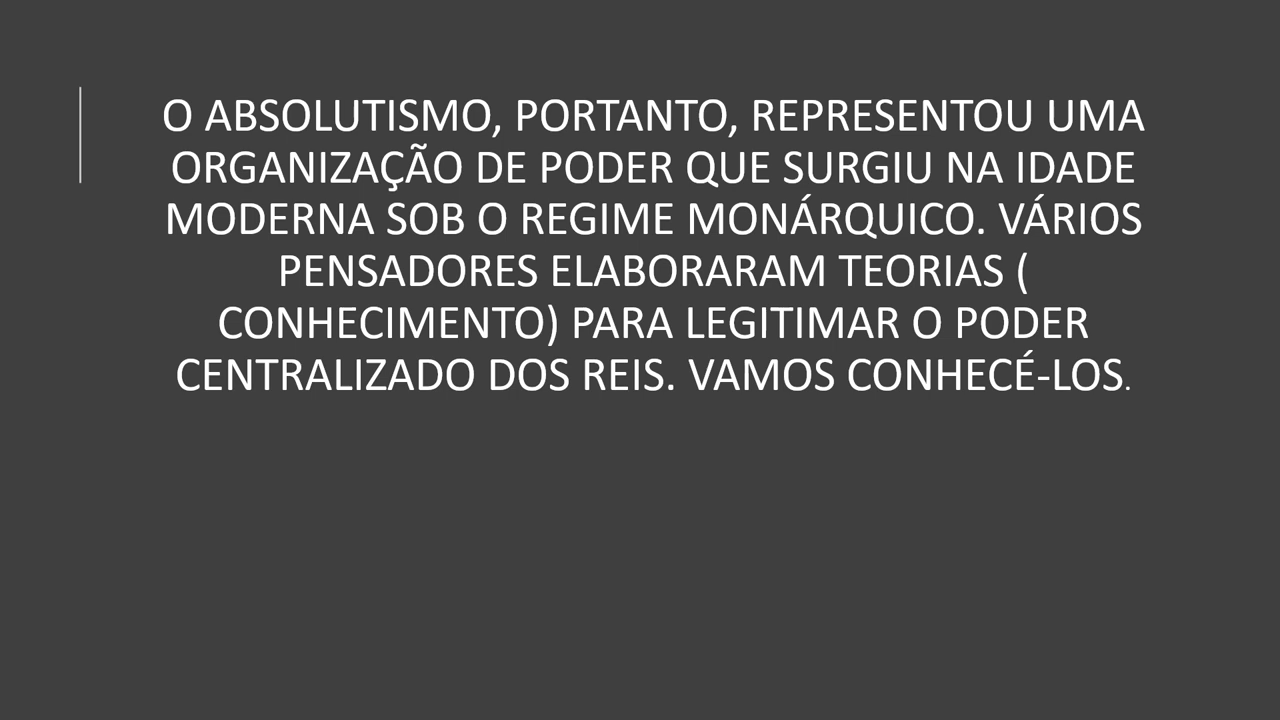 O ABSOLUTISMO, PORTANTO, REPRESENTOU UMA
ORGANIZAÇÃO DE PODER QUE SURGIU NA IDADE
MODERNA SOB O REGIME MONÁRQUICO. VÁRIOS
PENSADORES ELABORARAM TEORIAS (
CONHECIMENTO) PARA LEGITIMAR O PODER
CENTRALIZADO DOS REIS. VAMOS CONHECÉ-LOS.